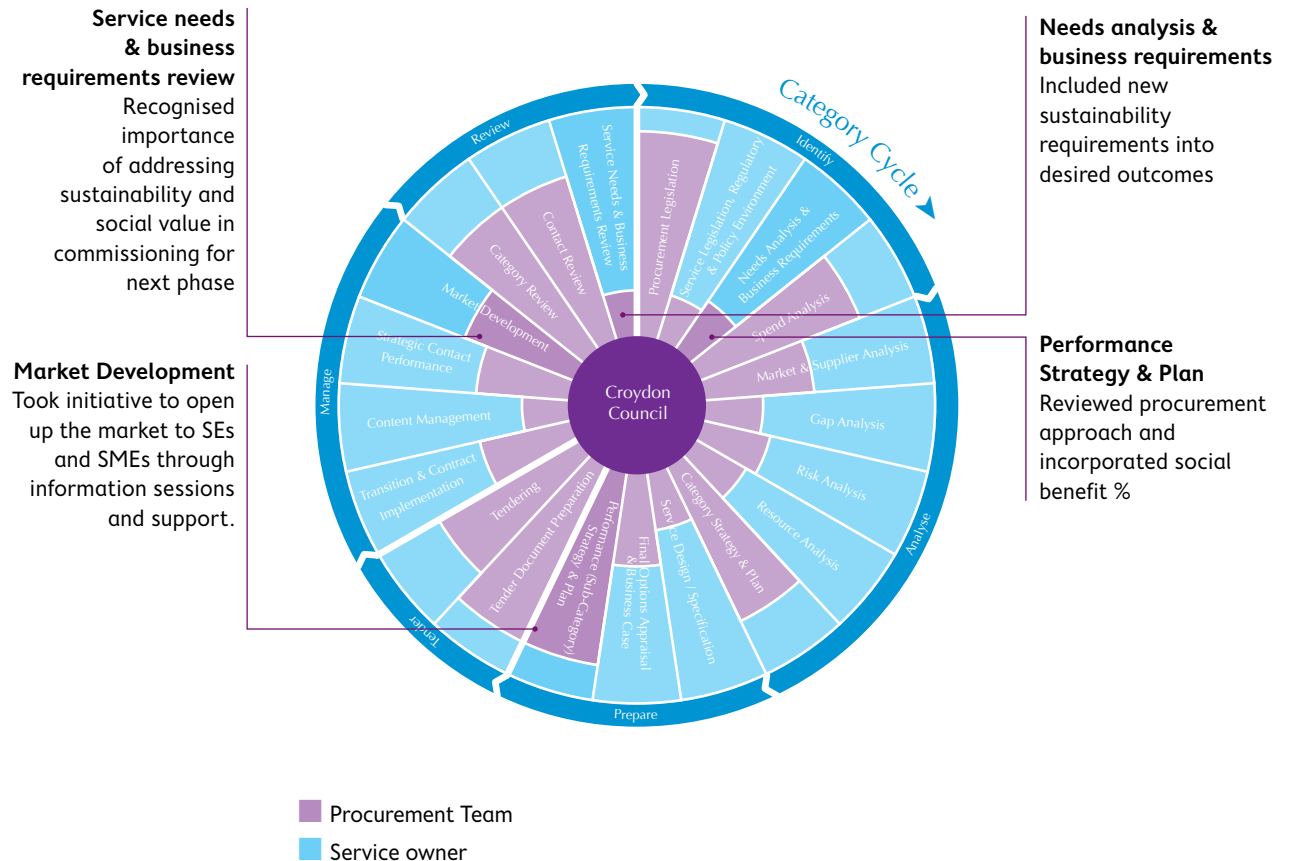 Service needs
& business
requirements review
Recognised
importance
of addressing
sustainability and
social value in
commissioning for
next phase
Market Development
Took initiative to open
up the market to SEs
and SMEs through
information sessions
and support.
Needs analysis &
business requirements
Included new
sustainability
requirements into
desired outcomes
Performance
Strategy & Plan
Reviewed procurement
approach and
incorporated social
benefit %
Category Cycle
Identify
Analyse
Prepare
Tender
Manage
Review
Procurement Legislation
Service Legislation, Regulatory
& Policy Environment
Needs Analysis &
Business Requirements
Spend Analysis
Market & Supplier Analysis
Gap Analysis
Risk Analysis
Resource Analysis
Category Strategy & Plan
Service Design / Specification
Final Options Appraisal
& Business Case
Performance (Sub-Category)
Strategy & Plan
Tender Document Preparation
Tendering
Transition & Contract
Implementation
Content Management
Strategic Contact
Performance
Market Development
Category Review
Contact Review
Service Needs & Business
Requirements Review
Croydon
Council
Procurement Team
Service owner